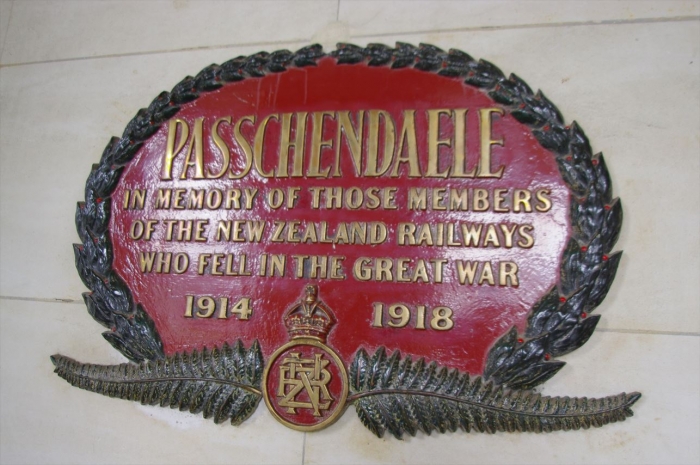 PASSCHENDAELE
IN MEMORY OF THOSE MEMBERS
OF THE NEW ZEALAND RAILWAYS
WHO FELL IN THE GREAT WAR
1914 1918
NZR